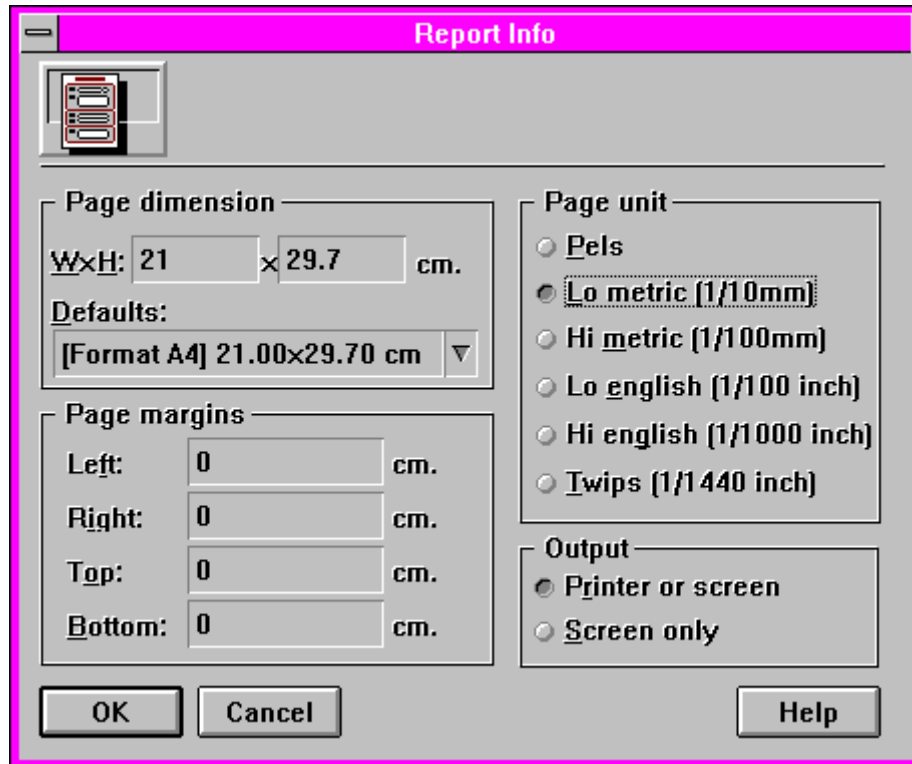 Report Info
Page dimension
WxH: 21 x 29.7 cm.
Defaults:
[Format A4] 21.00x29.70 cm
Page margins
Left: 0 cm.
Right: 0 cm.
Top: 0 cm.
Bottom: 0 cm.
Page unit
Pels
Lo metric (1/10mm)
Hi metric (1/100mm)
Lo english (1/100 inch)
Hi english (1/1000 inch)
Twips (1/1440 inch)
Output
Printer or screen
Screen only
OK
Cancel
Help